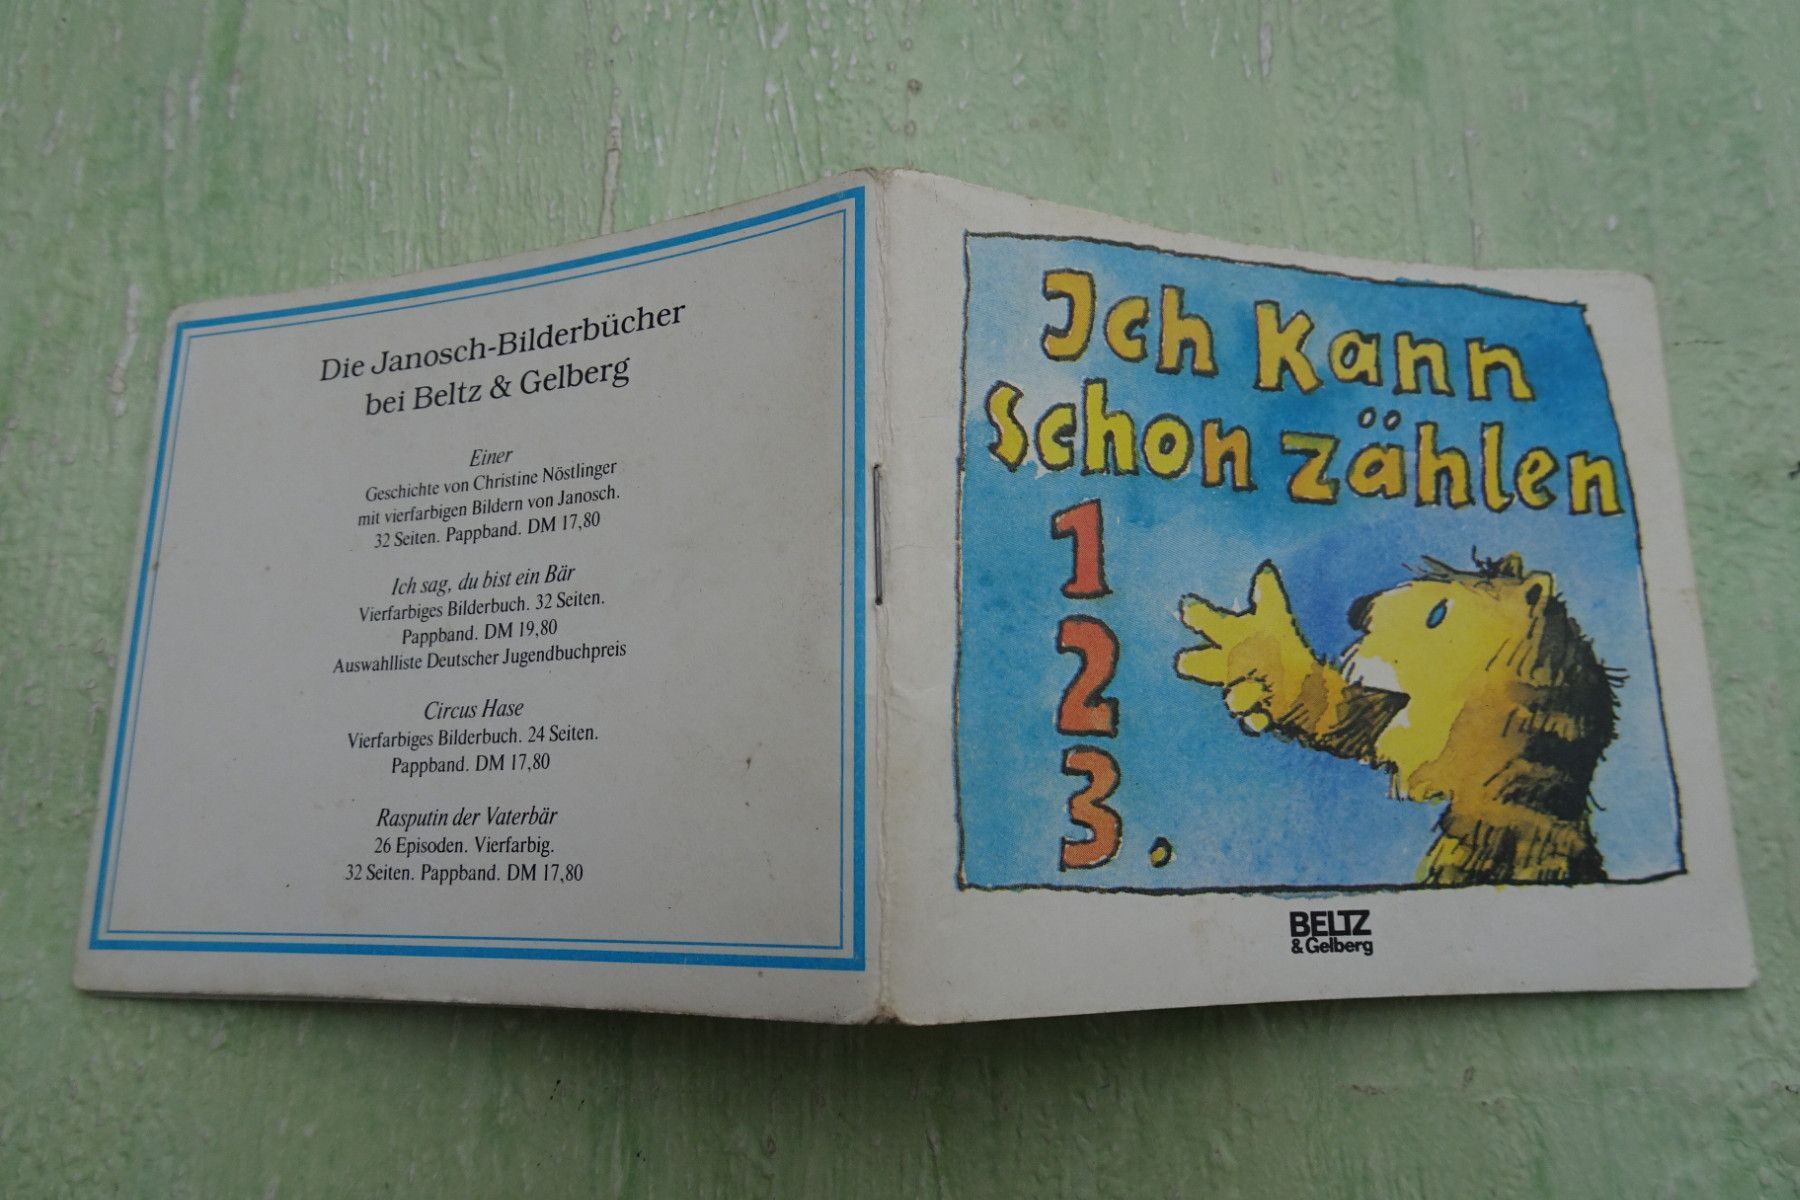 Die Janosch-Bilderbücher
bei Beltz & Gelberg
Einer
Geschichte von Christine Nöstlinger
mit vierfarbigen Bildern von Janosch.
32 Seiten. Pappband. DM 17,80
Ich sag, du bist ein Bär
Vierfarbiges Bilderbuch. 32 Seiten.
Pappband. DM 19,80
Auswahlliste Deutscher Jugendbuchpreis
Circus Hase
Vierfarbiges Bilderbuch. 24 Seiten.
Pappband. DM 17,80
Rasputin der Vaterbär
26 Episoden. Vierfarbig.
32 Seiten. Pappband. DM 17,80
Ich kann
Schon zählen
1
2
3.
BELTZ
& Gelberg